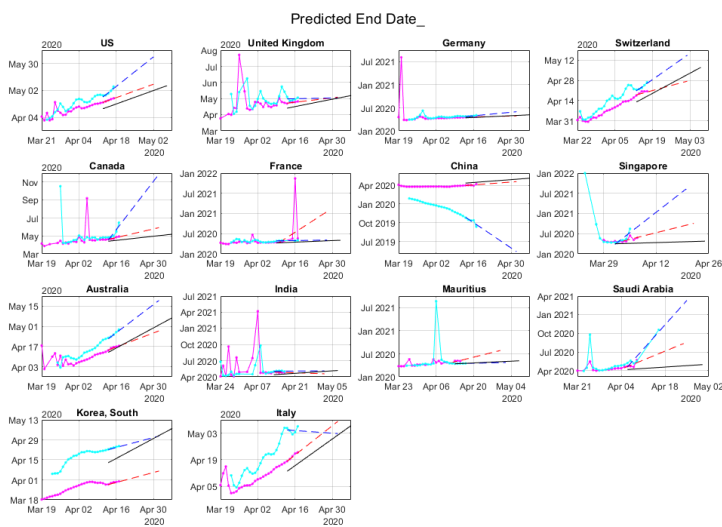 Predicted End Date_
2020
US
May 30
May 02
Apr 04
Mar 21
Apr 04
Apr 18
May 02
2020
2020
United Kingdom
Aug
Jul
Jun
May
Apr
Mar
Mar 19
Apr 02
Apr 16
Apr 30
2020
Germany
Jul 2021
Jan 2021
Jul 2020
Jan 2020
Mar 19
Apr 02
Apr 16
Apr 30
2020
2020
Switzerland
May 12
Apr 28
Apr 14
Mar 31
Mar 22
Apr 05
Apr 19
May 03
2020
2020
Canada
Nov
Sep
Jul
May
Mar
Mar 19
Apr 02
Apr 16
Apr 30
2020
France
Jan 2022
Jul 2021
Jan 2021
Jul 2020
Jan 2020
Mar 19
Apr 02
Apr 16
Apr 30
2020
China
Apr 2020
Jan 2020
Oct 2019
Jul 2019
Mar 19
Apr 02
Apr 16
Apr 30
2020
Singapore
Jan 2022
Jul 2021
Jan 2021
Jul 2020
Jan 2020
Mar 29
Apr 12
Apr 26
2020
2020
Australia
May 15
May 01
Apr 17
Apr 03
Mar 19
Apr 02
Apr 16
Apr 30
2020
India
Jul 2021
Apr 2021
Jan 2021
Oct 2020
Jul 2020
Apr 2020
Mar 24
Apr 07
Apr 21
May 05
2020
Mauritius
Jul 2021
Jan 2021
Jul 2020
Jan 2020
Mar 23
Apr 06
Apr 20
May 04
2020
Saudi Arabia
Apr 2021
Jan 2021
Oct 2020
Jul 2020
Apr 2020
Mar 21
Apr 04
Apr 18
May 02
2020
2020
Korea, South
May 13
Apr 29
Apr 15
Apr 01
Mar 18
Mar 19
Apr 02
Apr 16
Apr 30
2020
2020
Italy
May 03
Apr 19
Apr 05
Mar 19
Apr 02
Apr 16
Apr 30
2020